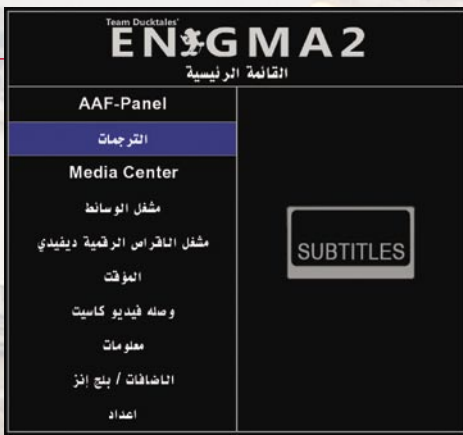 Team Ducktales'
ENIGMA2
القائمة الرئيسية
AAF-Panel
الترجمات
Media Center
مشغل الوسائط
مشغل الاقراص الرقمية ديفيدي
المؤقت
وصله فيديو كاسيت
معلومات
الاضافات / بلج إنز
اعداد
SUBTITLES